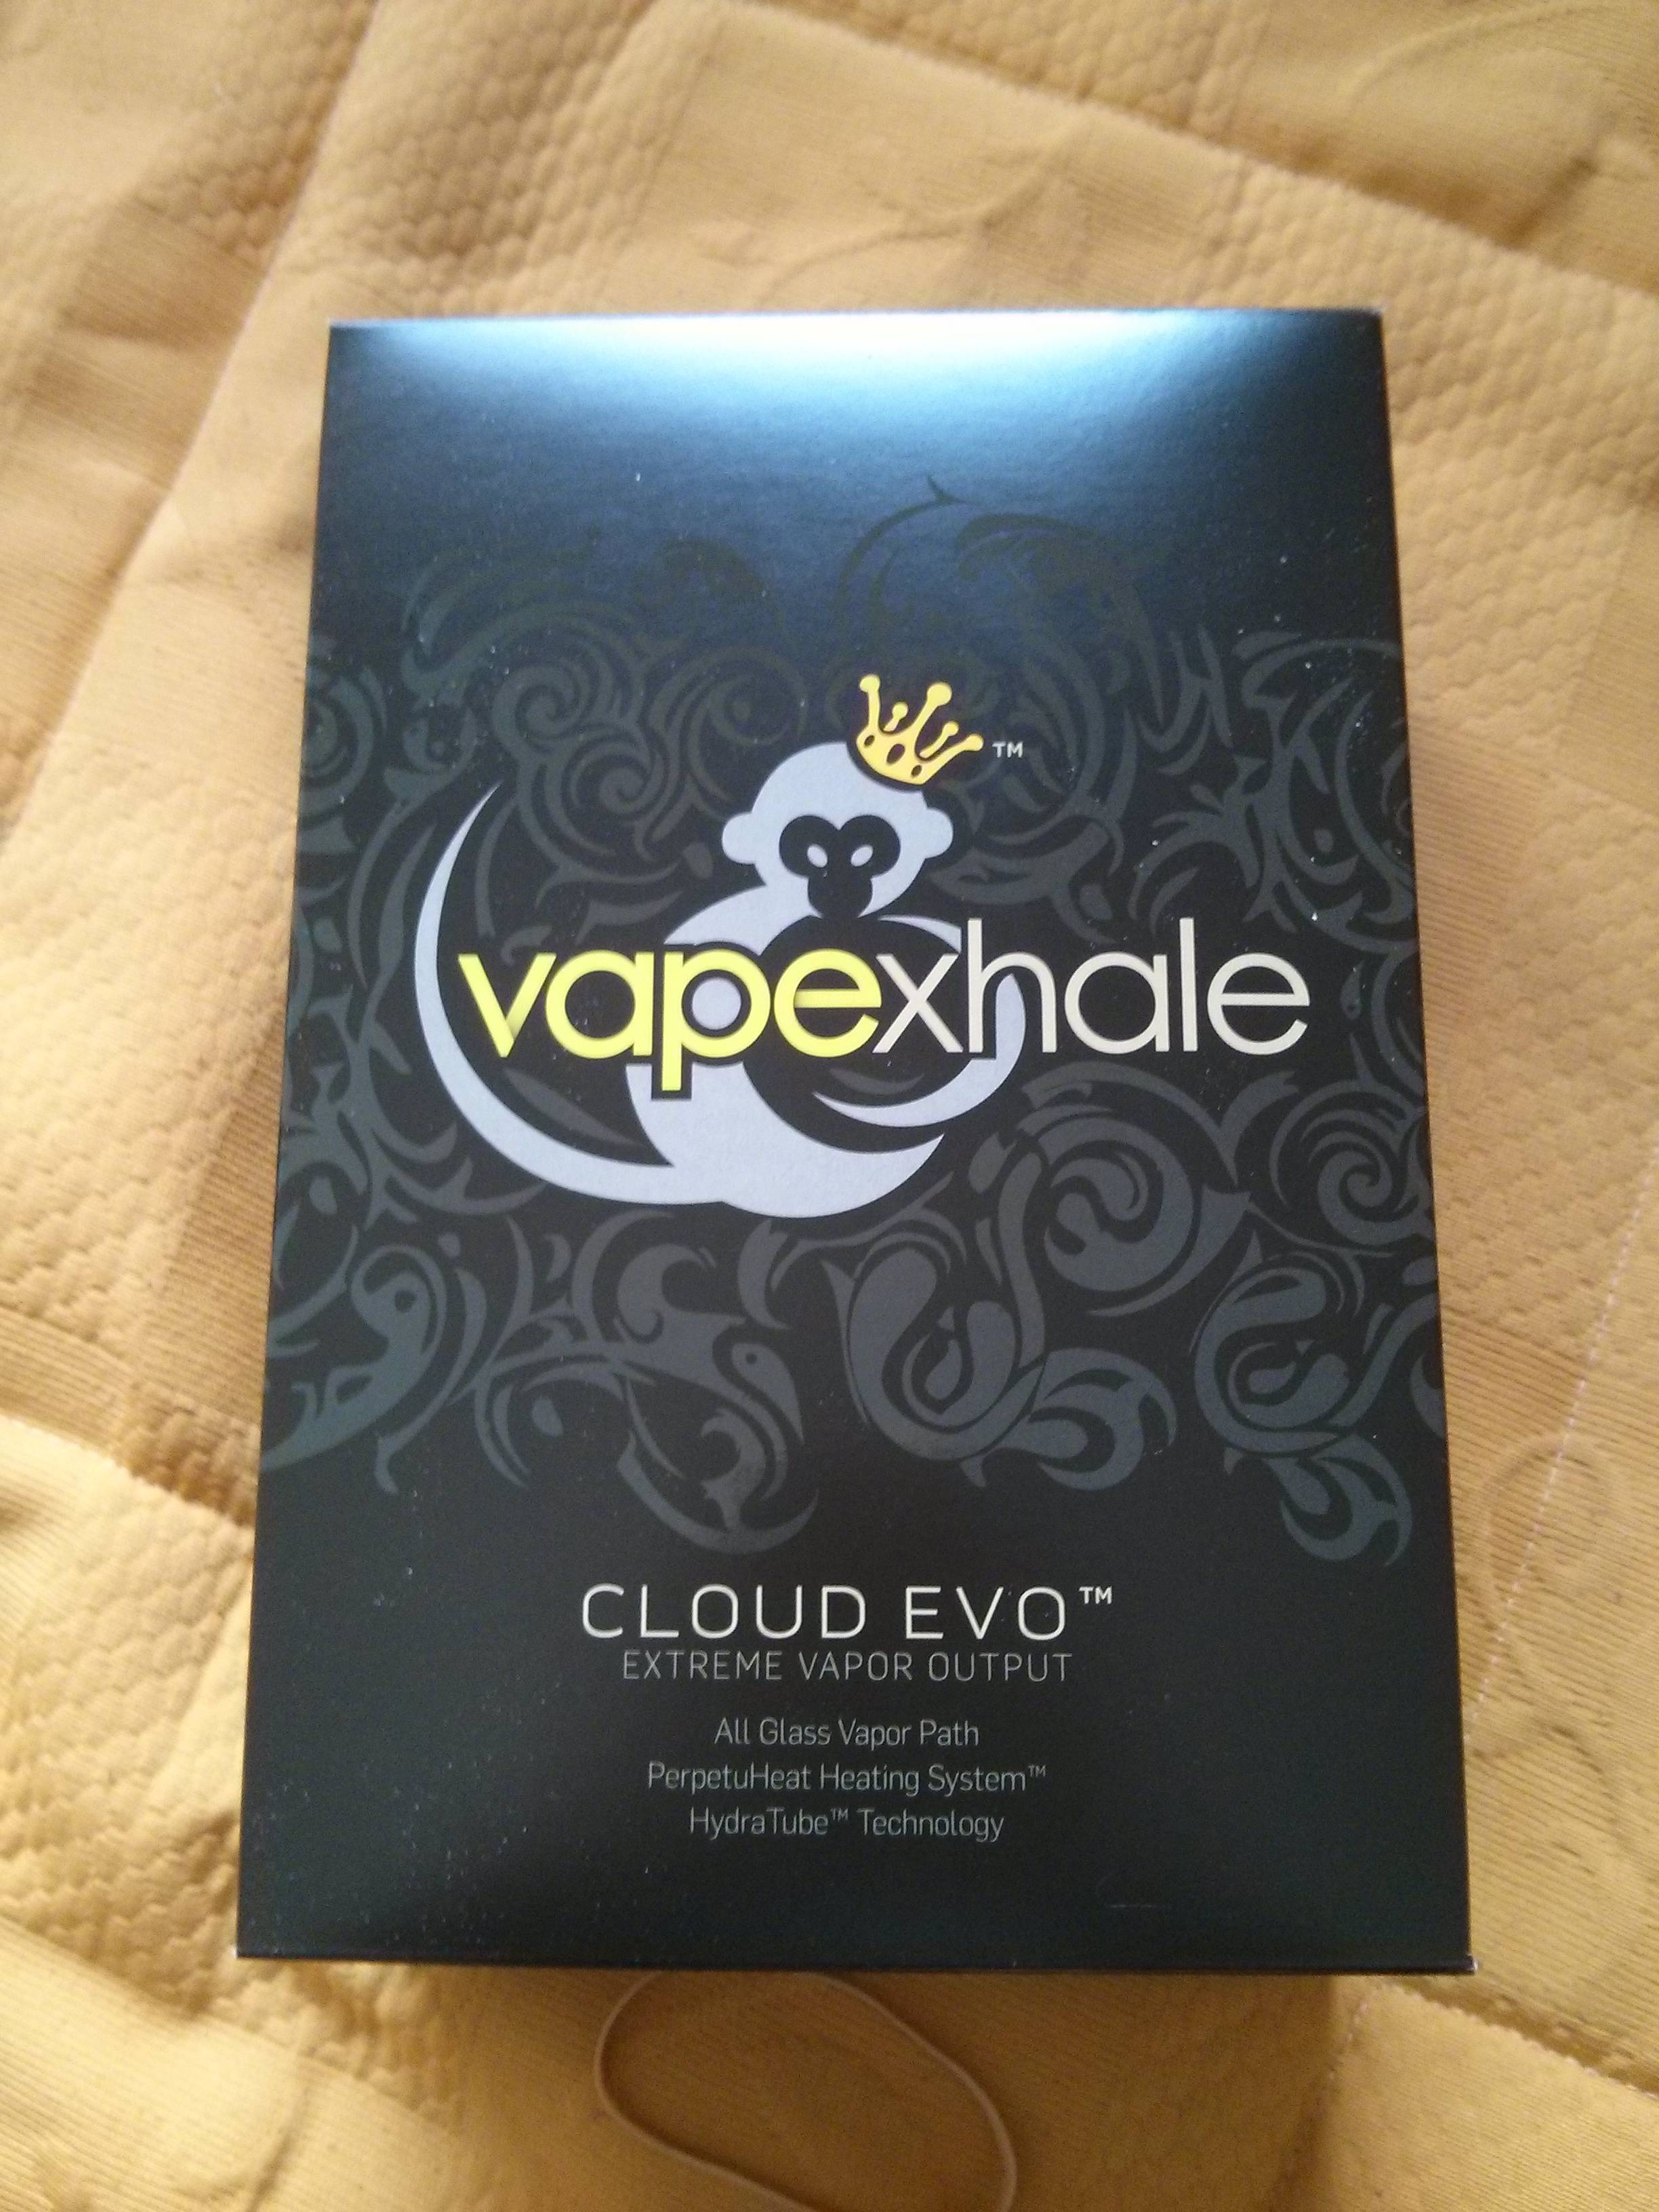 ™
vapexhale
CLOUD EVO™
EXTREME VAPOR OUTPUT
All Glass Vapor Path
PerpetuHeat Heating System™
HydraTube™ Technology